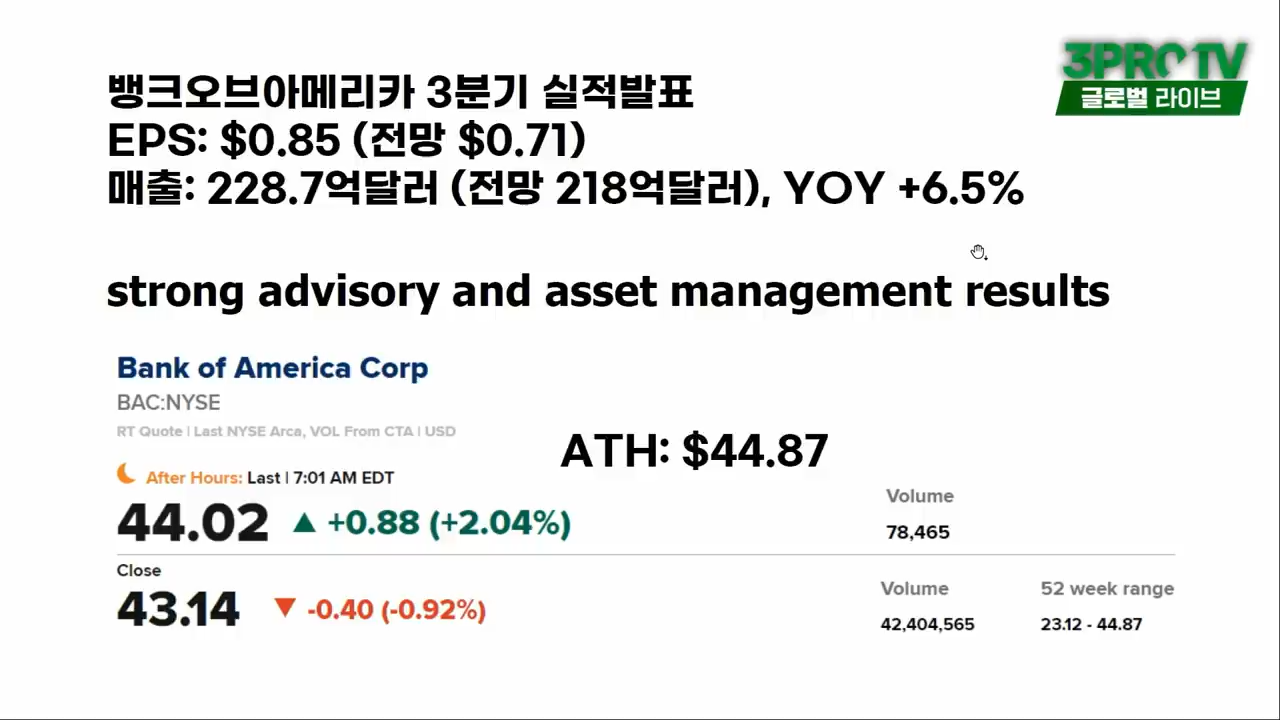 3PROTV
글로벌 라이브
뱅크오브아메리카 3분기 실적발표
EPS: $0.85 (전망 $0.71)
매출: 228.7억달러 (전망 218억달러), YOY +6.5%
strong advisory and asset management results
Bank of America Corp
BAC:NYSE
RT Quote | Last NYSE Arca, VOL From CTA | USD
ATH: $44.87
After Hours: Last | 7:01 AM EDT
44.02 ▲ +0.88 (+2.04%)
Volume
78,465
Close
43.14 ▼ -0.40 (-0.92%)
Volume
42,404,565
52 week range
23.12 - 44.87